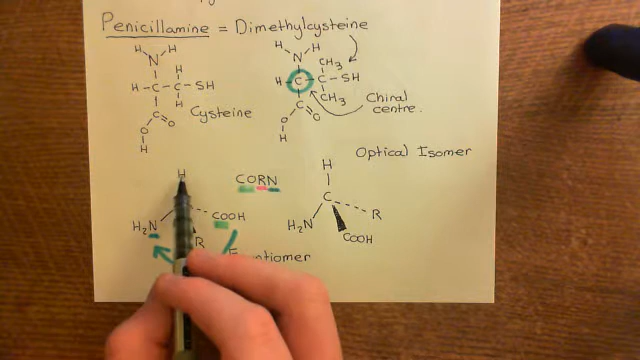 Penicillamine = Dimethylcysteine
H H H H
N N CH3
H H - C - C - SH
H - C - C - SH CH3
H
C Cysteine C Chiral
O O O O centre.
H H
Optical Isomer
H CORN H
C
H2N COOH H2N R
R COOH